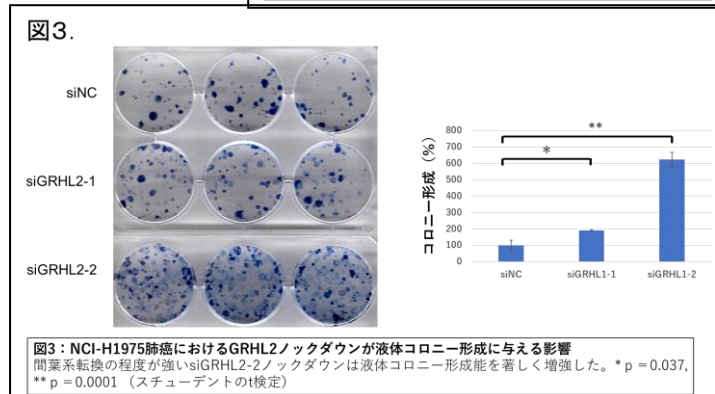 図3.
siNC
siGRHL2-1
siGRHL2-2
コロニー形成（%）
800
700
600
500
400
300
200
100
0
*
**
siNC
siGRHL1-1
siGRHL1-2
図3：NCI-H1975肺癌におけるGRHL2ノックダウンが液体コロニー形成に与える影響
間葉系転換の程度が強いsiGRHL2-2ノックダウンは液体コロニー形成能を著しく増強した。* p = 0.037,
** p = 0.0001 （スチューデントのt検定）